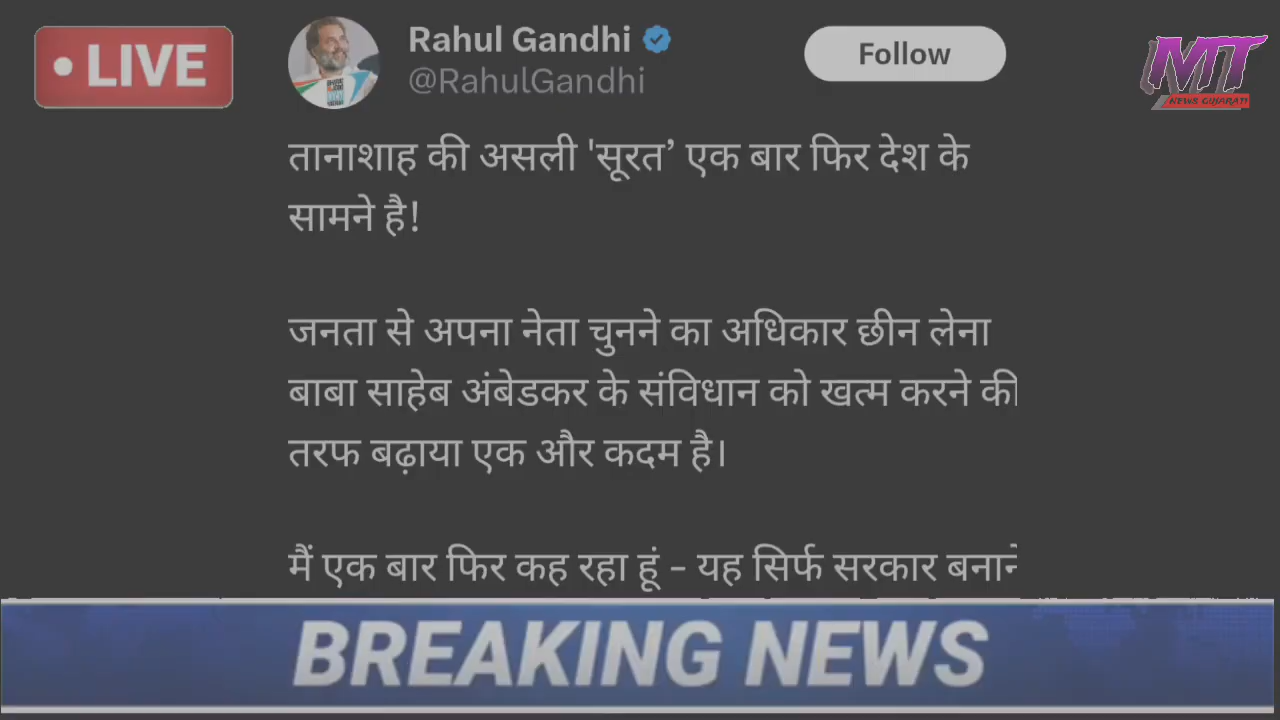 LIVE
Rahul Gandhi
@RahulGandhi
Follow
MT
NEWS GUJARATI
तानाशाह की असली 'सूरत’ एक बार फिर देश के
सामने है!
जनता से अपना नेता चुनने का अधिकार छीन लेना
बाबा साहेब अंबेडकर के संविधान को खत्म करने की
तरफ बढ़ाया एक और कदम है।
मैं एक बार फिर कह रहा हूं – यह सिर्फ सरकार बनाने
BREAKING NEWS